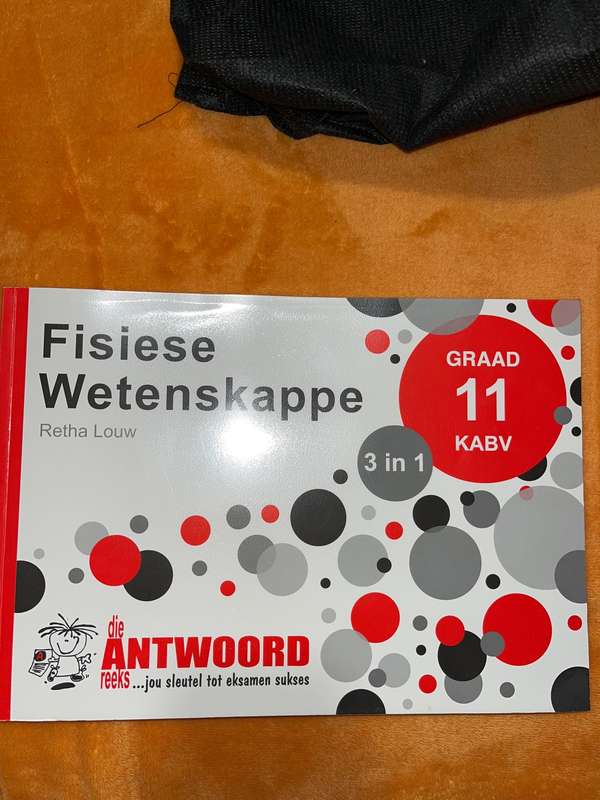 Fisiese
Wetenskappe
Retha Louw
GRAAD
11
KABV
3 in 1
die
ANTWOORD
reeks ...jou sleutel tot eksamen sukses